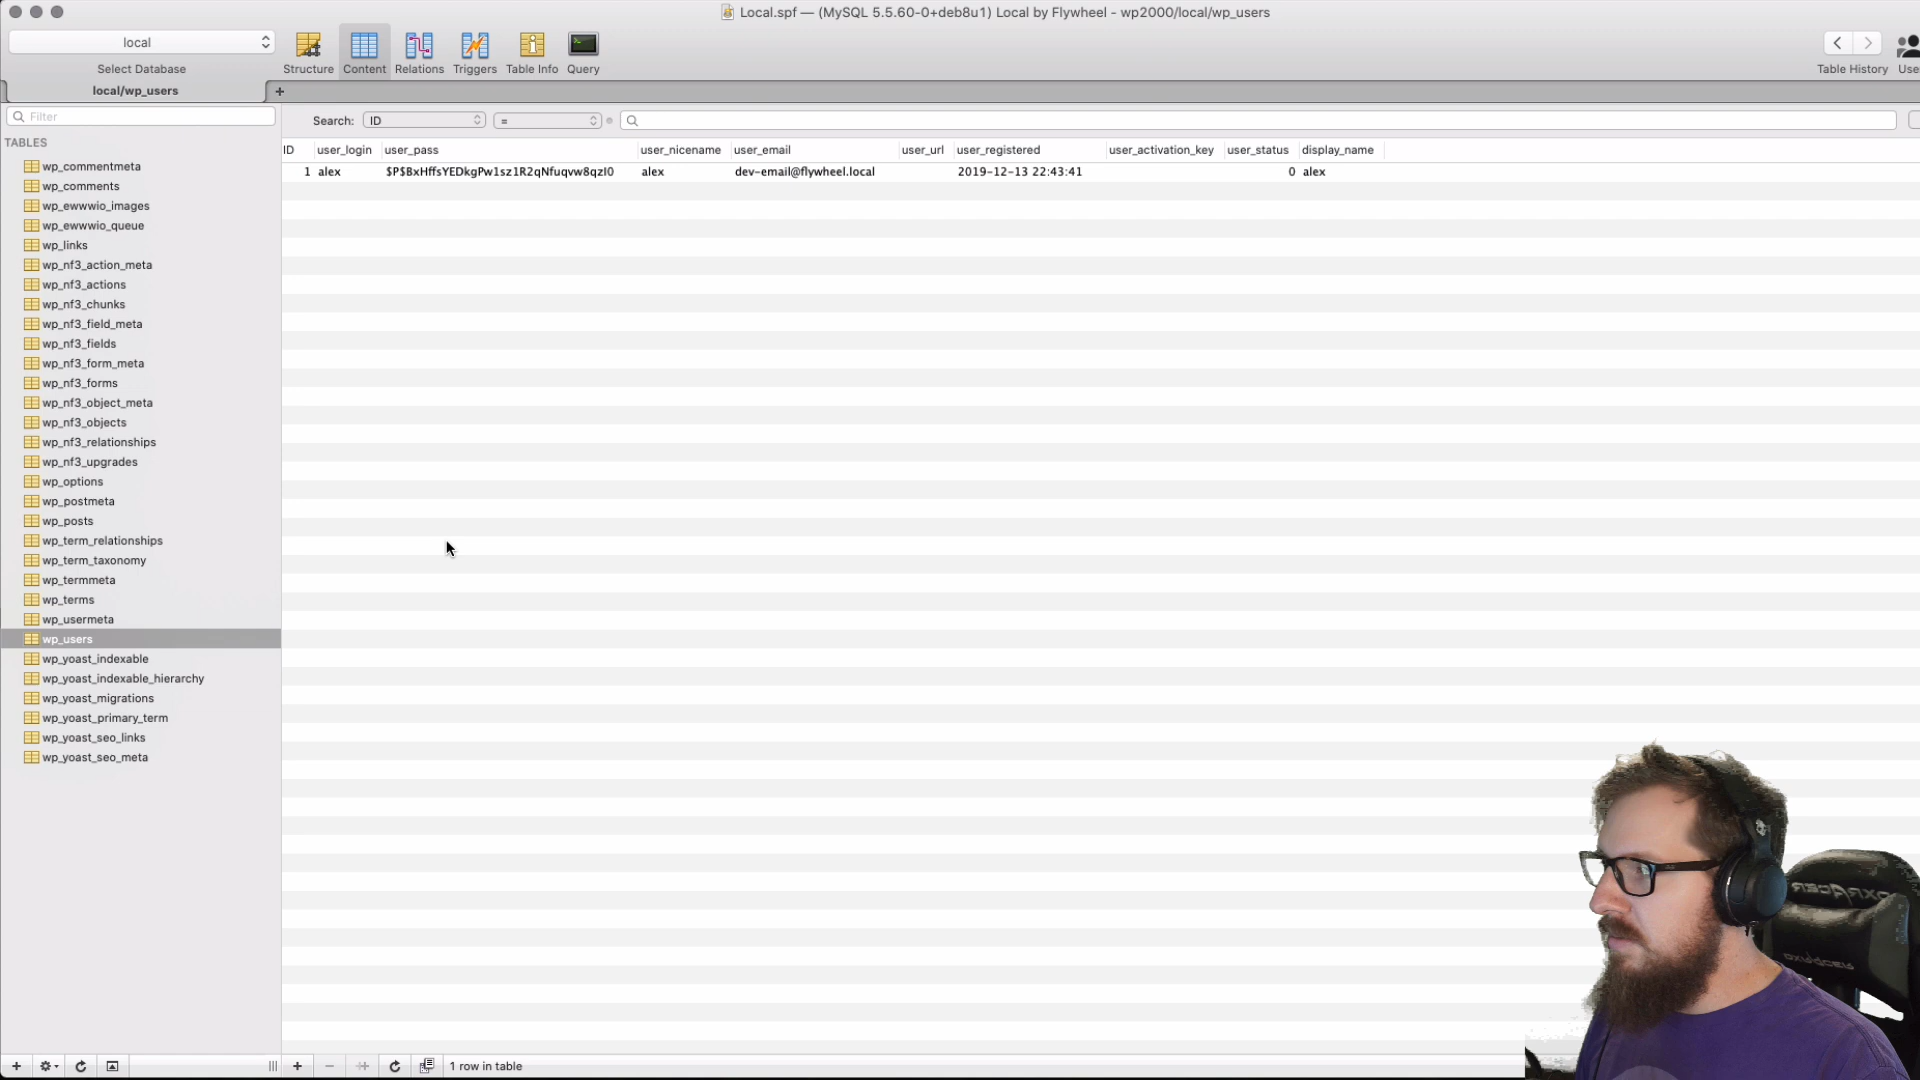 Local.spf — (MySQL 5.5.60-0+deb8u1) Local by Flywheel - wp2000/local/wp_users
local
Select Database
Structure
Content
Relations
Triggers
Table Info
Query
Table History
Use
local/wp_users
+
Filter
Search:
ID
=
TABLES
wp_commentmeta
wp_comments
wp_ewwwio_images
wp_ewwwio_queue
wp_links
wp_nf3_action_meta
wp_nf3_actions
wp_nf3_chunks
wp_nf3_field_meta
wp_nf3_fields
wp_nf3_form_meta
wp_nf3_forms
wp_nf3_object_meta
wp_nf3_objects
wp_nf3_relationships
wp_nf3_upgrades
wp_options
wp_postmeta
wp_posts
wp_term_relationships
wp_term_taxonomy
wp_termmeta
wp_terms
wp_usermeta
wp_users
wp_yoast_indexable
wp_yoast_indexable_hierarchy
wp_yoast_migrations
wp_yoast_primary_term
wp_yoast_seo_links
wp_yoast_seo_meta
ID user_login user_pass user_nicename user_email user_url user_registered user_activation_key user_status display_name
1 alex $P$BxHffsYEDkgPw1sz1R2qNfuqvw8qzl0 alex dev-email@flywheel.local 2019-12-13 22:43:41 0 alex
1 row in table